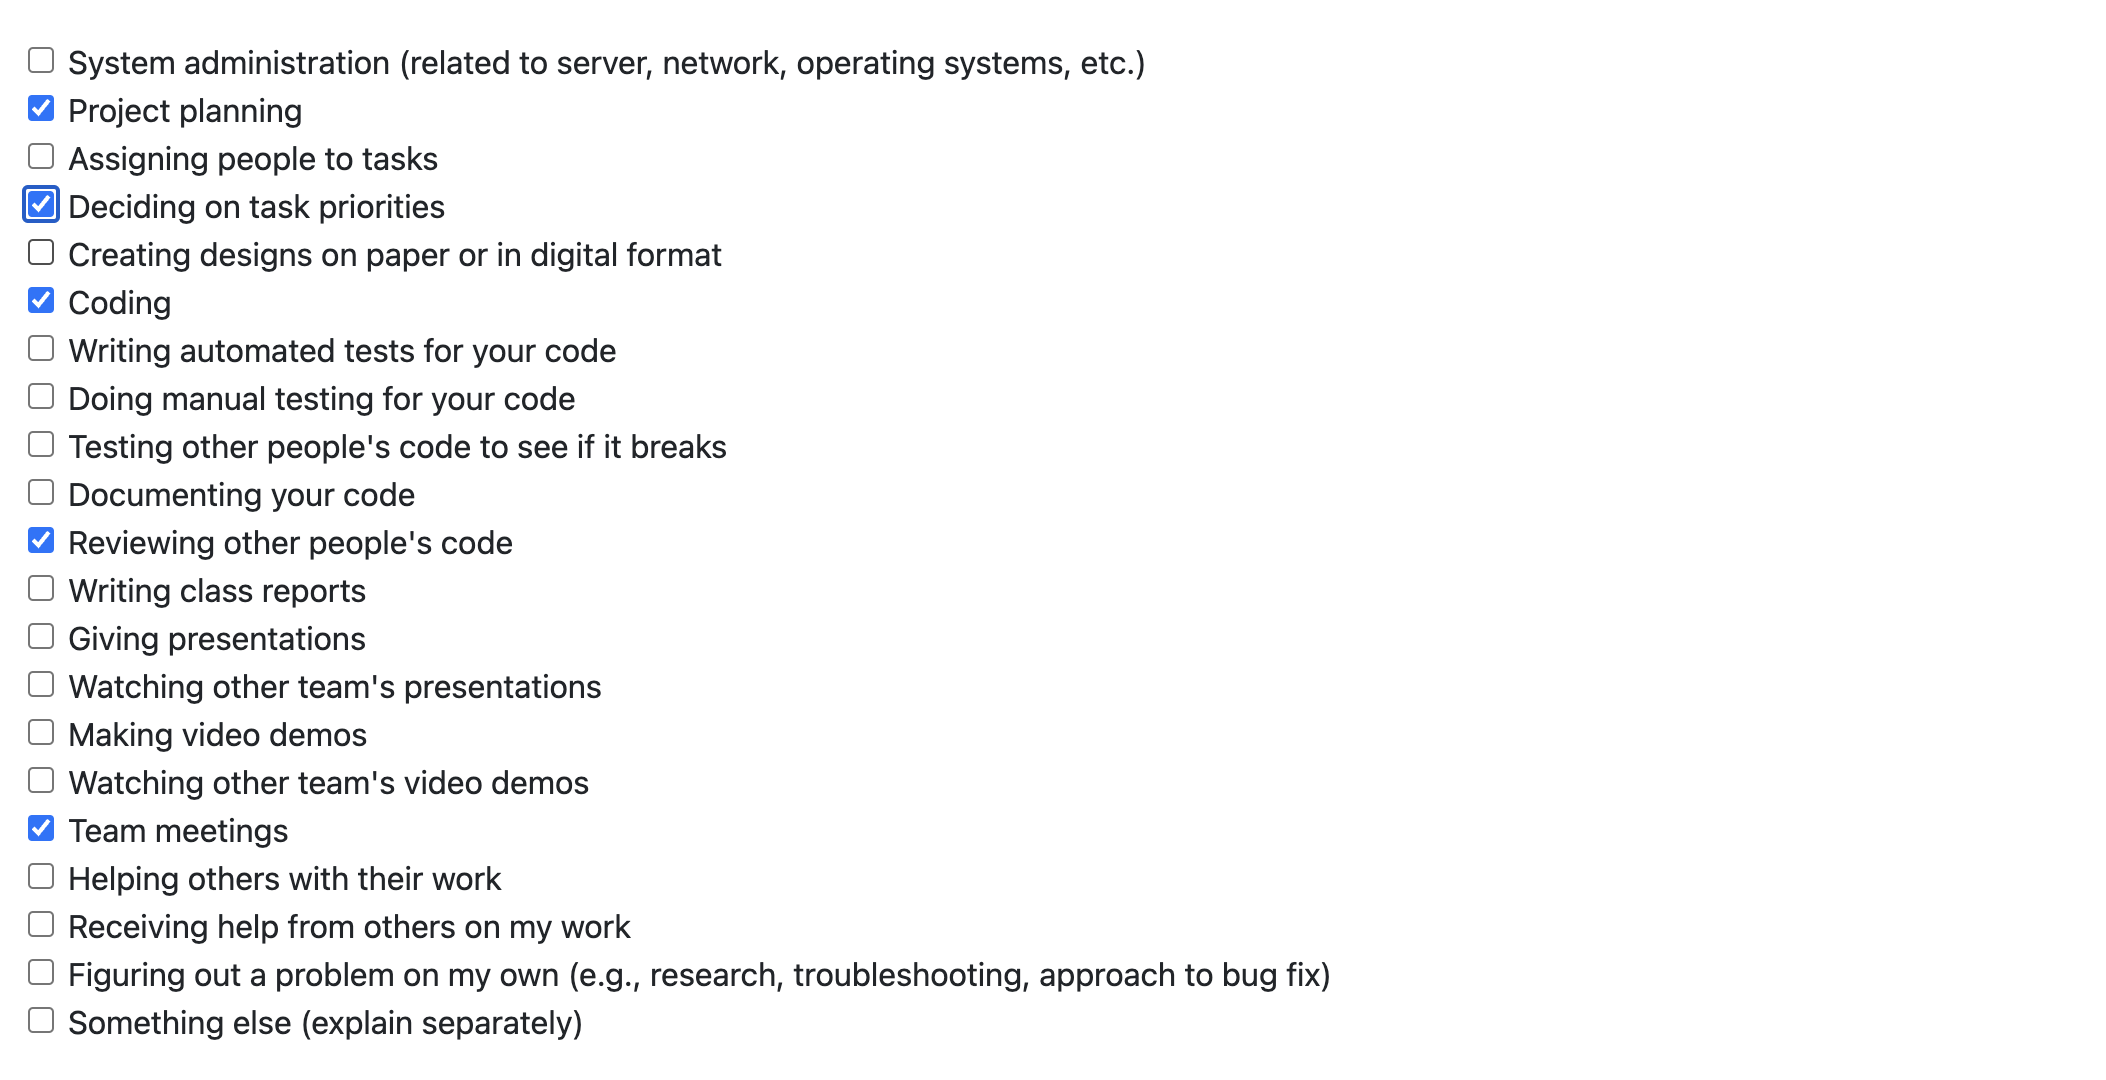 System administration (related to server, network, operating systems, etc.)
Project planning
Assigning people to tasks
Deciding on task priorities
Creating designs on paper or in digital format
Coding
Writing automated tests for your code
Doing manual testing for your code
Testing other people's code to see if it breaks
Documenting your code
Reviewing other people's code
Writing class reports
Giving presentations
Watching other team's presentations
Making video demos
Watching other team's video demos
Team meetings
Helping others with their work
Receiving help from others on my work
Figuring out a problem on my own (e.g., research, troubleshooting, approach to bug fix)
Something else (explain separately)